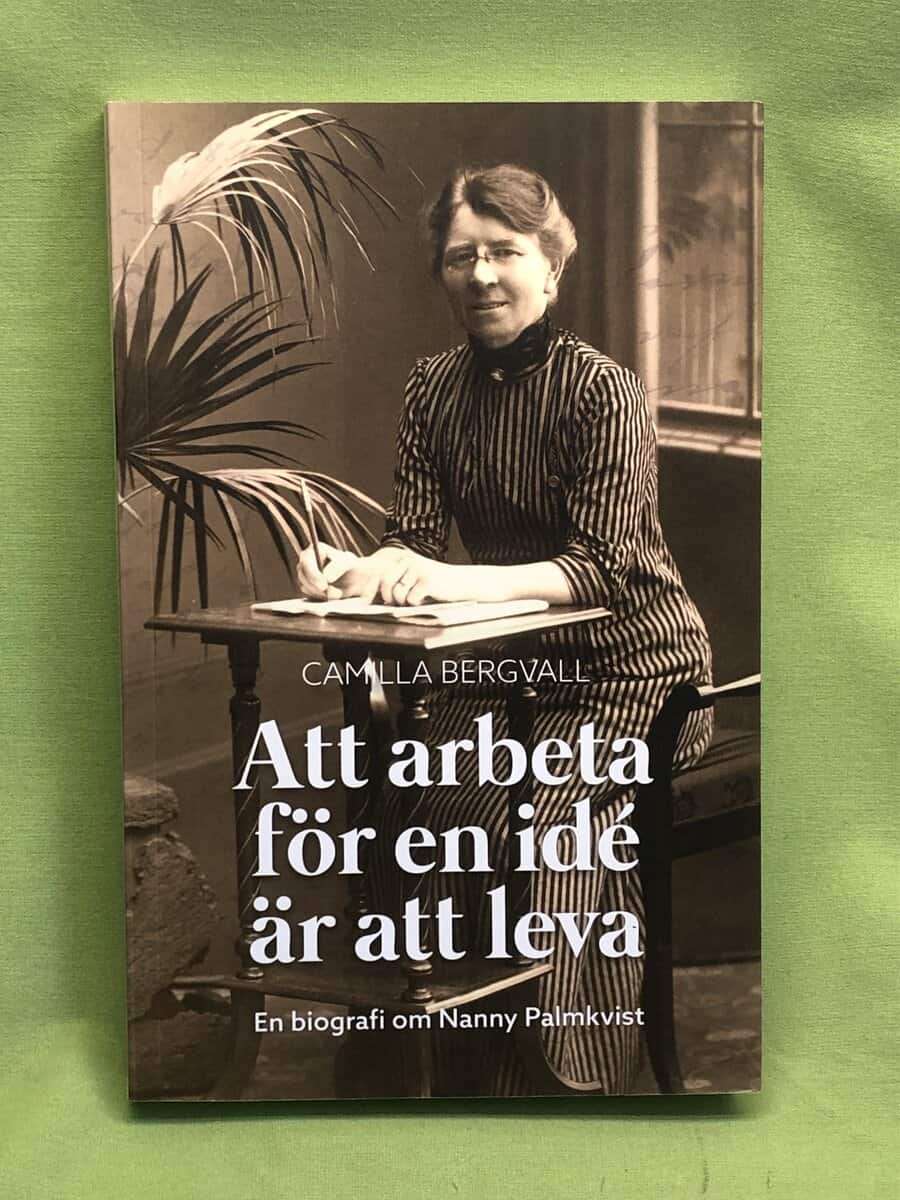 CAMILLA BERGVALL
Att arbeta
för en idé
är att leva
En biografi om Nanny Palmkvist